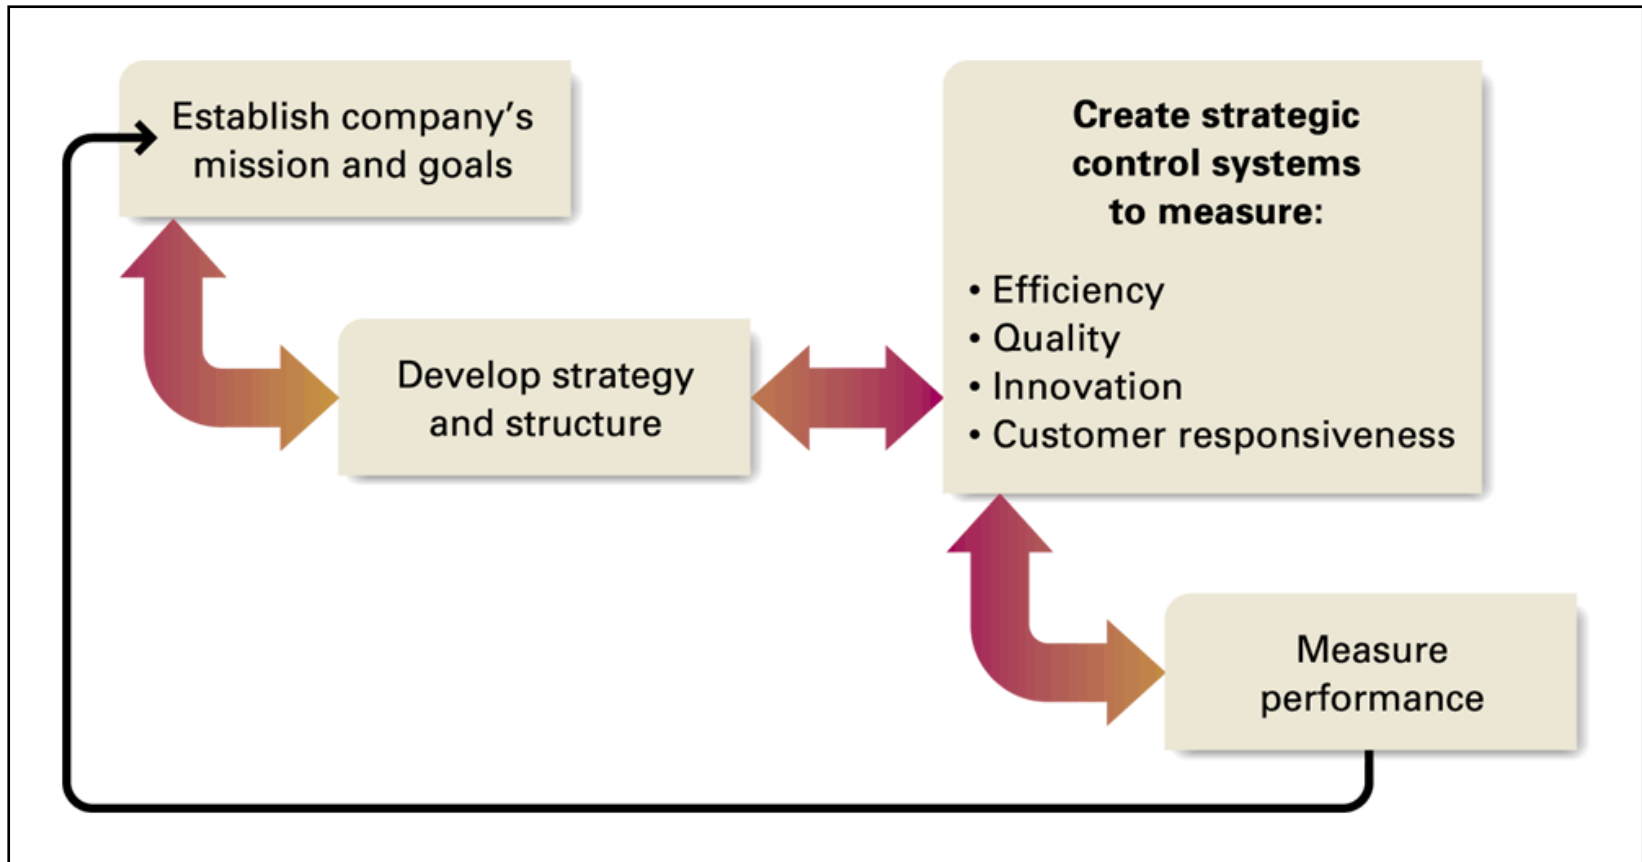 Establish company's
mission and goals
Develop strategy
and structure
Create strategic
control systems
to measure:
• Efficiency
• Quality
• Innovation
• Customer responsiveness
Measure
performance